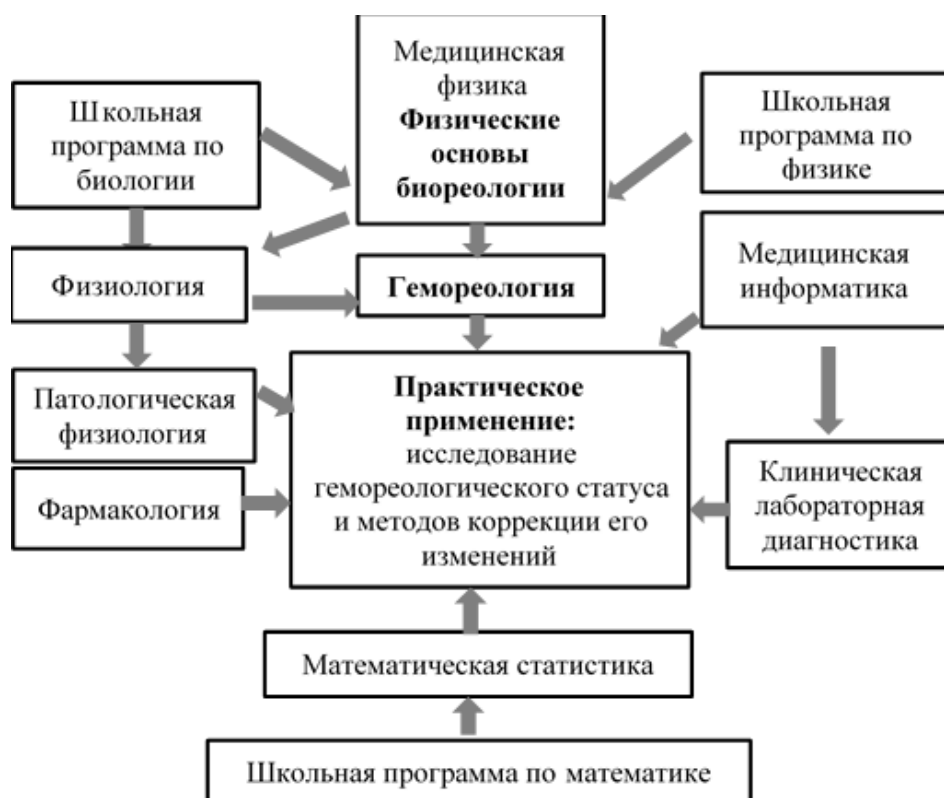 Медицинская
физика
Физические
основы
биореологии
Школьная
программа по
биологии
Школьная
программа по
физике
Физиология
Гемореология
Медицинская
информатика
Патологическая
физиология
Фармакология
Практическое
применение:
исследование
гемореологического статуса
и методов коррекции его
изменений
Клиническая
лабораторная
диагностика
Математическая статистика
Школьная программа по математике